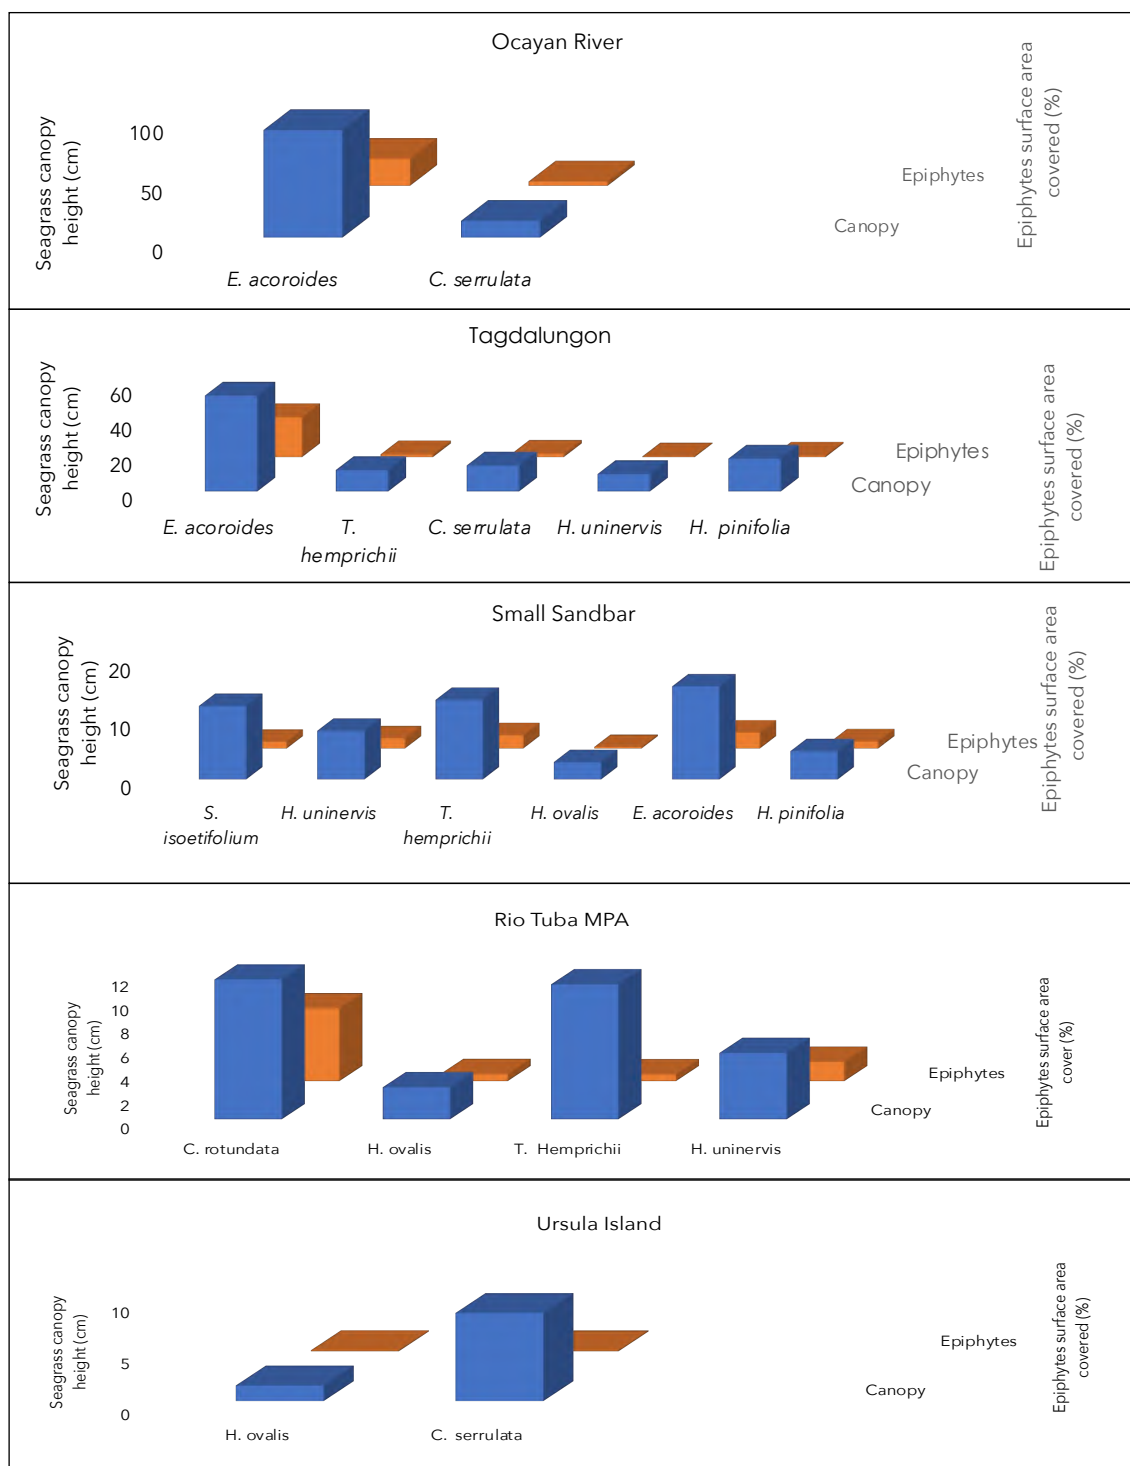 Ocayan River
Seagrass canopy
height (cm)
100
50
0
E. acoroides
C. serrulata
Epiphytes
Canopy
Epiphytes surface area
covered (%)
Tagdalungon
Seagrass canopy
height (cm)
60
40
20
0
E. acoroides
T.
hemprichii
C. serrulata
H. uninervis
H. pinifolia
Epiphytes
Canopy
Epiphytes surface area
covered (%)
Small Sandbar
Seagrass canopy
height (cm)
20
10
0
S.
isoetifolium
H. uninervis
T.
hemprichii
H. ovalis
E. acoroides
H. pinifolia
Epiphytes
Canopy
Epiphytes surface area
covered (%)
Rio Tuba MPA
Seagrass canopy
height (cm)
12
10
8
6
4
2
0
C. rotundata
H. ovalis
T. Hemprichii
H. uninervis
Epiphytes
Canopy
Epiphytes surface area
cover (%)
Ursula Island
Seagrass canopy
height (cm)
10
5
0
H. ovalis
C. serrulata
Epiphytes
Canopy
Epiphytes surface area
covered (%)